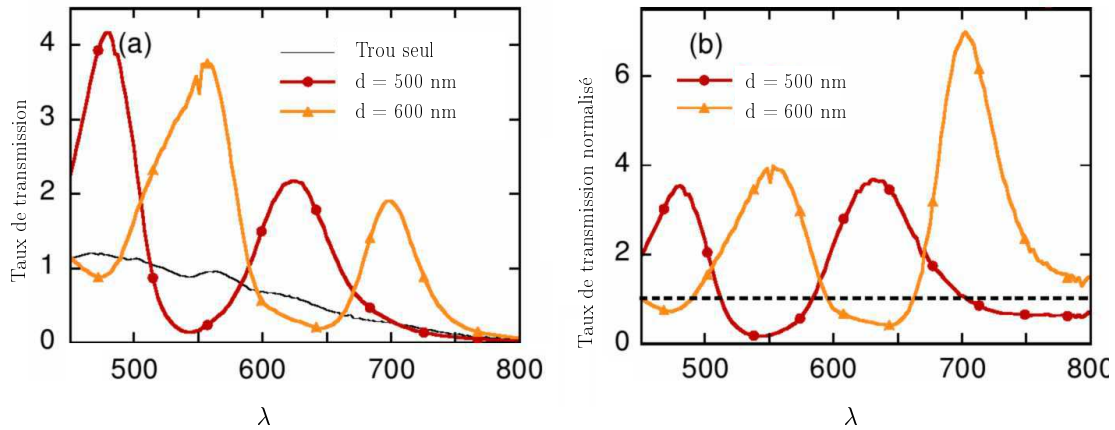 (a)
Trou seul
d = 500 nm
d = 600 nm
Taux de transmission
4
3
2
1
0
500
600
700
800
λ
(b)
d = 500 nm
d = 600 nm
Taux de transmission normalisé
6
4
2
0
500
600
700
800
λ